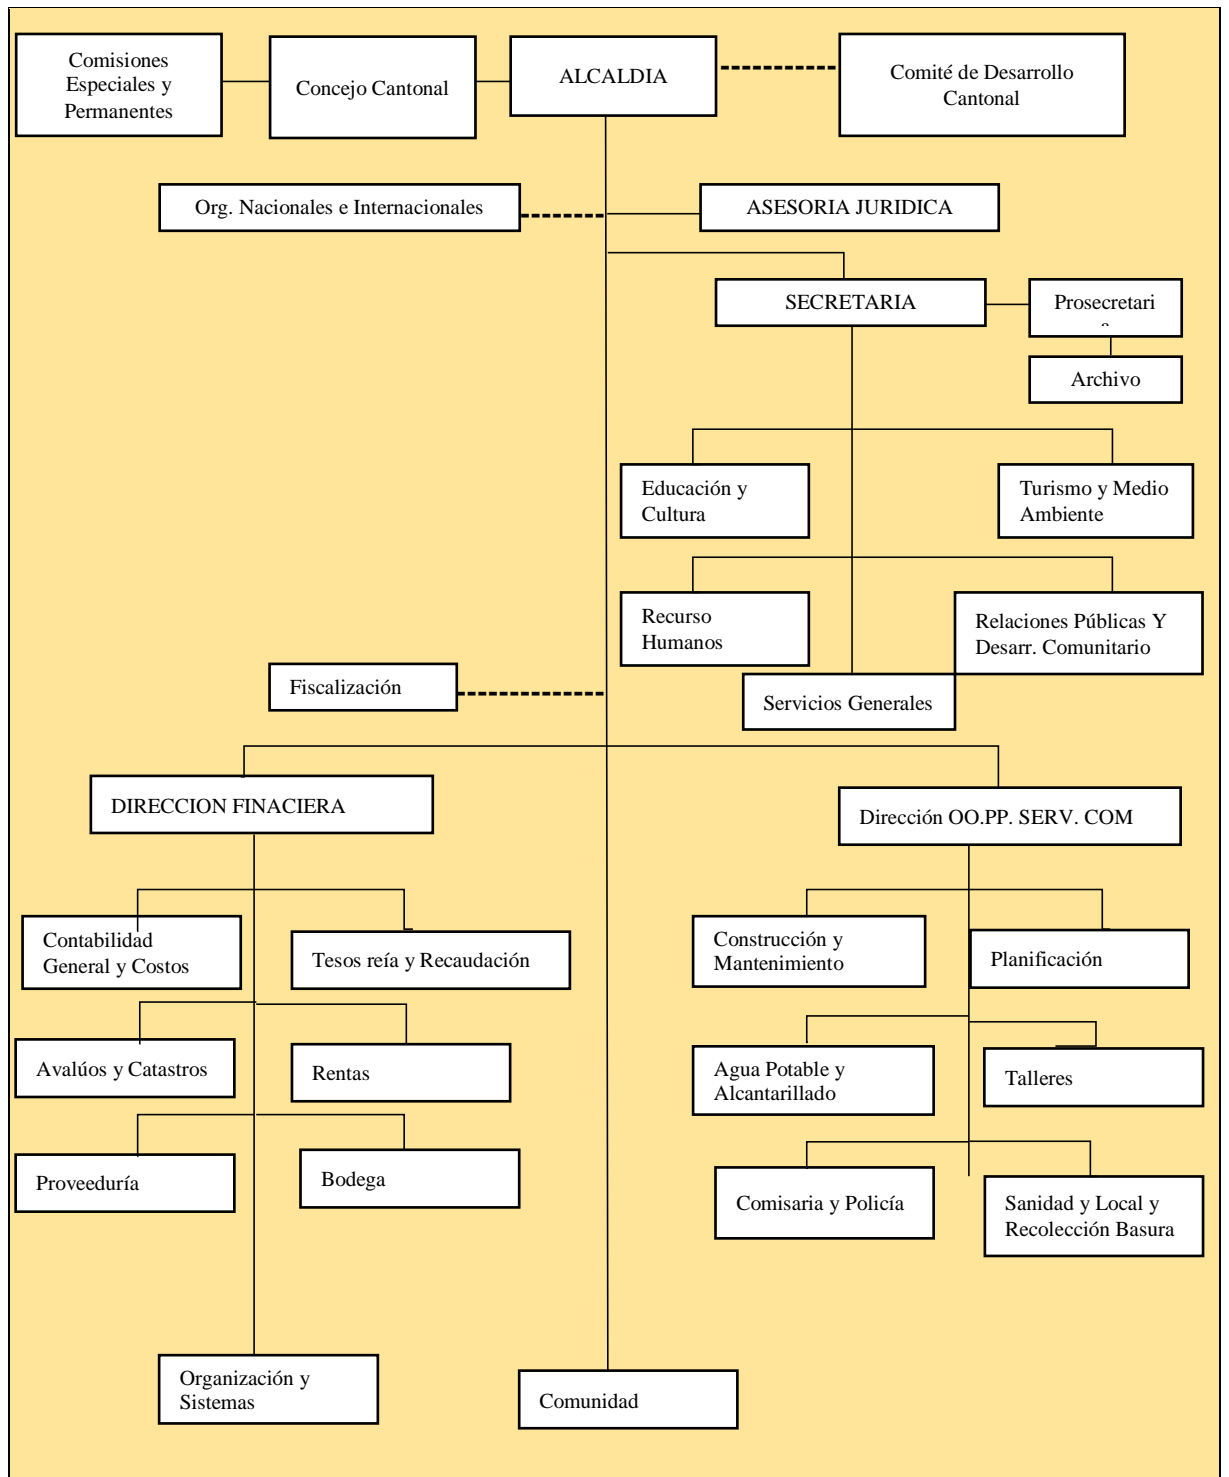 Comisiones
Especiales y
Permanentes
Concejo Cantonal
ALCALDIA
Comité de Desarrollo
Cantonal
Org. Nacionales e Internacionales
ASESORIA JURIDICA
SECRETARIA
Prosecretari
Archivo
Educación y
Cultura
Turismo y Medio
Ambiente
Recurso
Humanos
Relaciones Públicas Y
Desarr. Comunitario
Fiscalización
Servicios Generales
DIRECCION FINACIERA
Dirección OO.PP. SERV. COM
Contabilidad
General y Costos
Tesos reía y Recaudación
Construcción y
Mantenimiento
Planificación
Avalúos y Catastros
Rentas
Agua Potable y
Alcantarillado
Talleres
Proveeduría
Bodega
Comisaria y Policía
Sanidad y Local y
Recolección Basura
Organización y
Sistemas
Comunidad